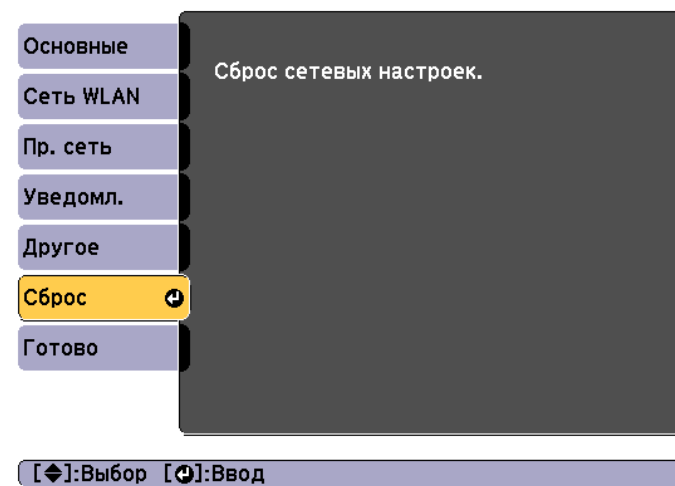 Основные
Сброс сетевых настроек.
Сеть WLAN
Пр. сеть
Уведомл.
Другое
Сброс
Готово
[◆]:Выбор [⏎]:Ввод